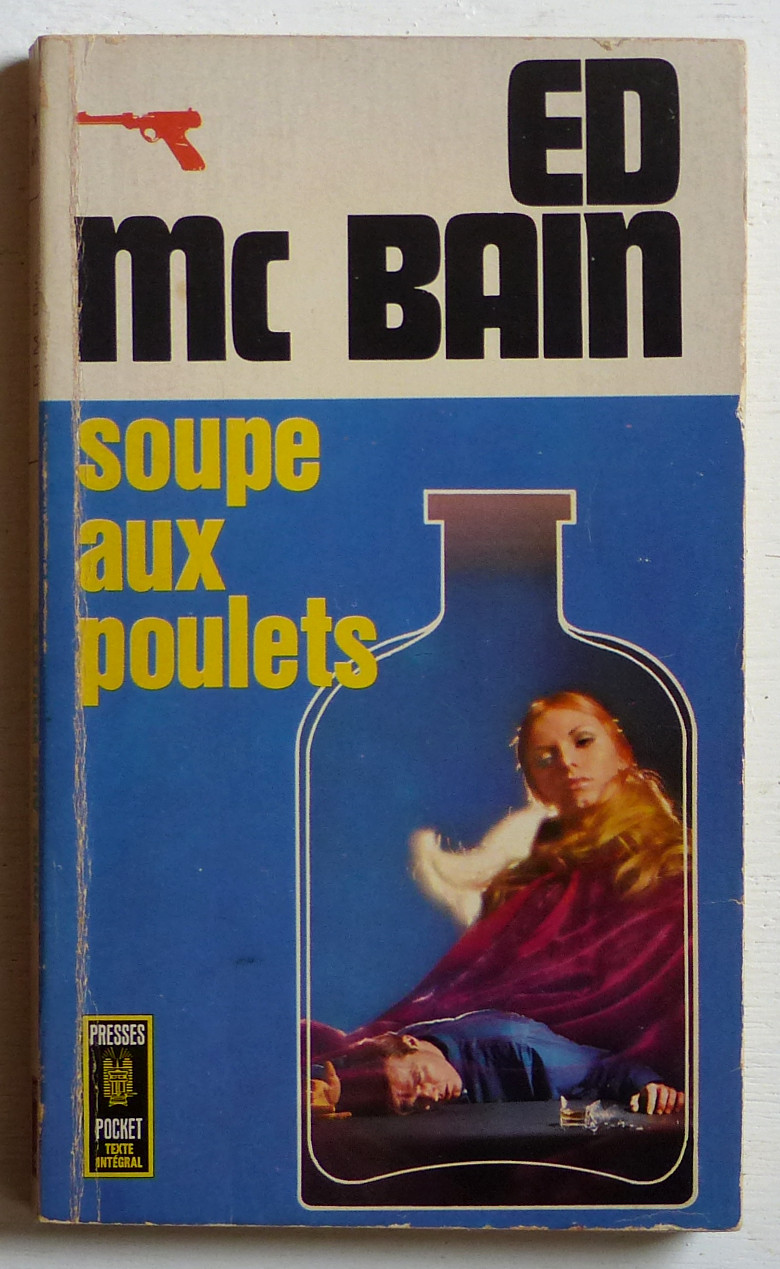 ED
mc BAIn
soupe
aux
poulets
PRESSES
POCKET
TEXTE
INTÉGRAL